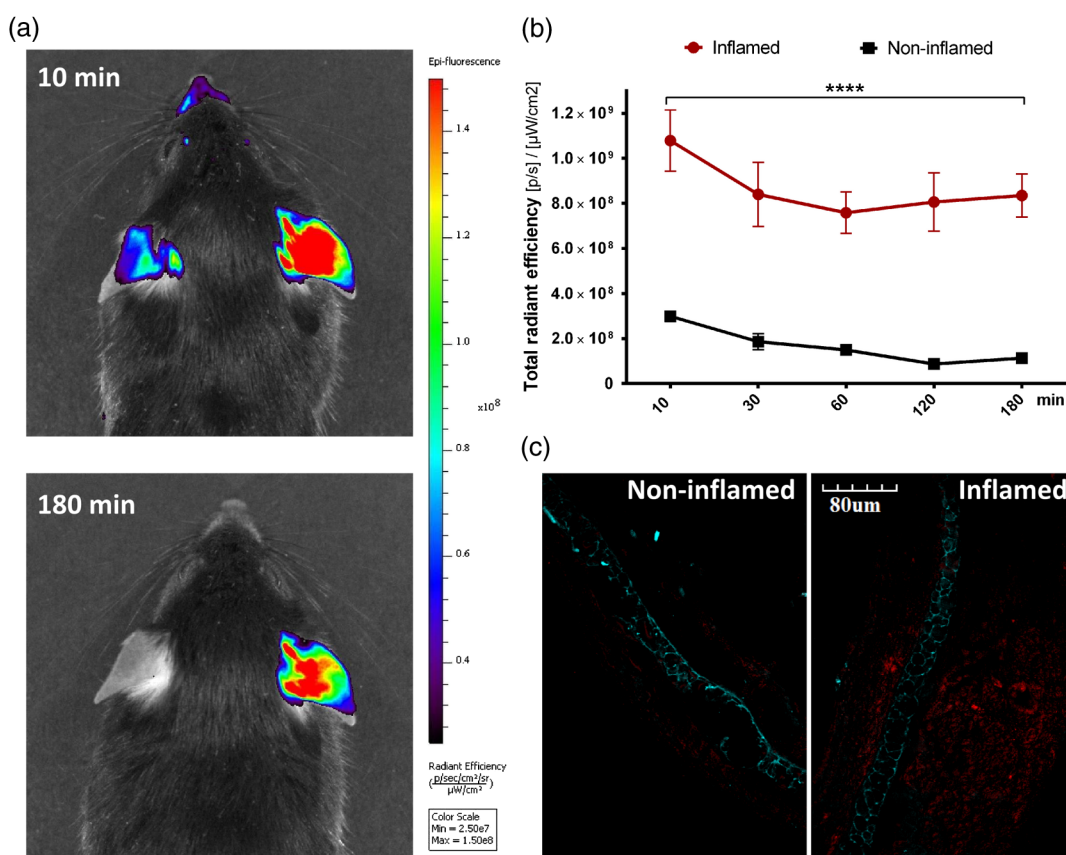 (a)
10 min
180 min
Epi-fluorescence
1.4
1.2
1.0
x10⁸
0.8
0.6
0.4
Radiant Efficiency
(p/sec/cm²/sr / µW/cm²)
Color Scale
Min = 2.50e7
Max = 1.50e8
(b)
Inflamed Non-inflamed
****
Total radiant efficiency [p/s] / [µW/cm2]
1.2 × 10⁹
1.0 × 10⁹
8.0 × 10⁸
6.0 × 10⁸
4.0 × 10⁸
2.0 × 10⁸
0
10 30 60 120 180 min
(c)
Non-inflamed
80um
Inflamed